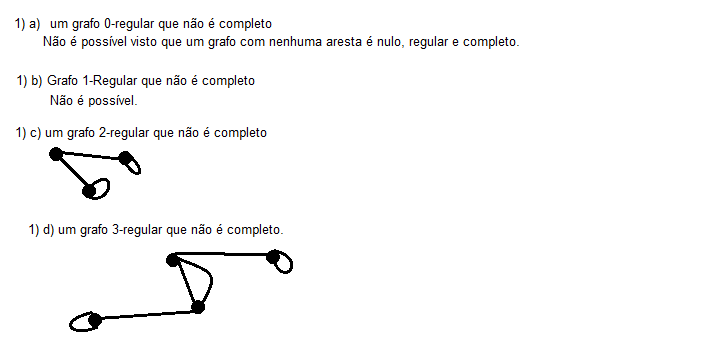 1) a) um grafo 0-regular que não é completo
Não é possível visto que um grafo com nenhuma aresta é nulo, regular e completo.
1) b) Grafo 1-Regular que não é completo
Não é possível.
1) c) um grafo 2-regular que não é completo
1) d) um grafo 3-regular que não é completo.